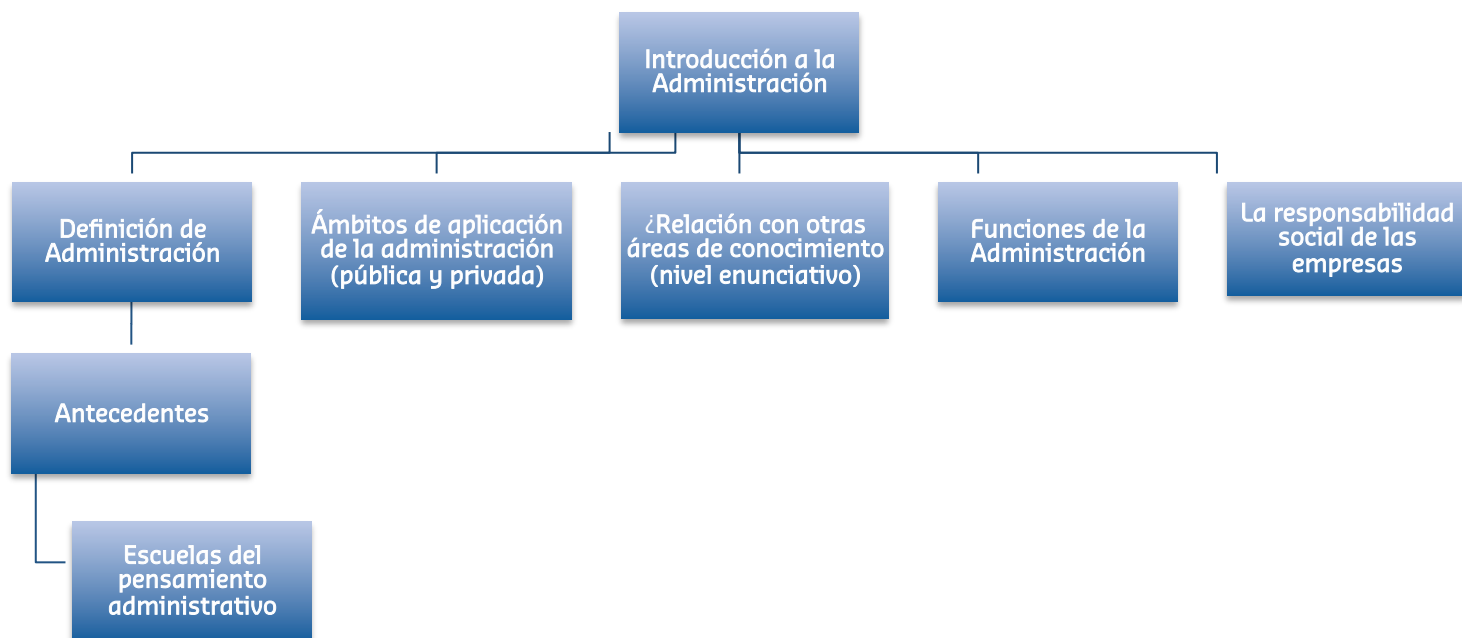 Introducción a la
Administración
Definición de
Administración
Ámbitos de aplicación
de la administración
(pública y privada)
¿Relación con otras
áreas de conocimiento
(nivel enunciativo)
Funciones de la
Administración
La responsabilidad
social de las
empresas
Antecedentes
Escuelas del
pensamiento
administrativo